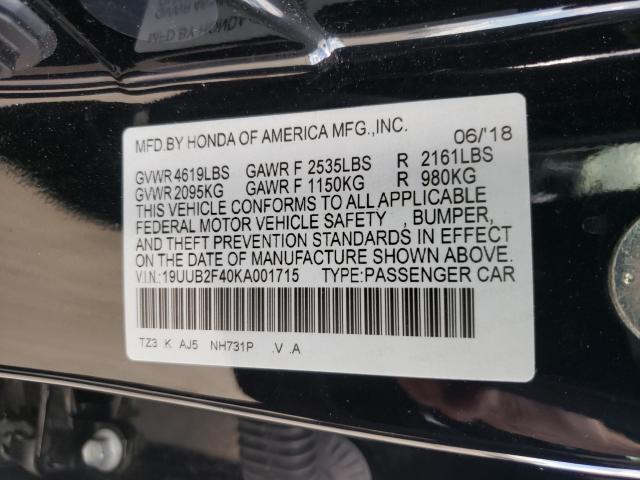 MFD.BY HONDA OF AMERICA MFG.,INC. 06/'18
GVWR 4619LBS GAWR F 2535LBS R 2161LBS
GVWR 2095KG GAWR F 1150KG R 980KG
THIS VEHICLE CONFORMS TO ALL APPLICABLE
FEDERAL MOTOR VEHICLE SAFETY , BUMPER,
AND THEFT PREVENTION STANDARDS IN EFFECT
ON THE DATE OF MANUFACTURE SHOWN ABOVE.
V.I.N.:19UUB2F40KA001715 TYPE:PASSENGER CAR
TZ3 K AJ5 NH731P .V .A